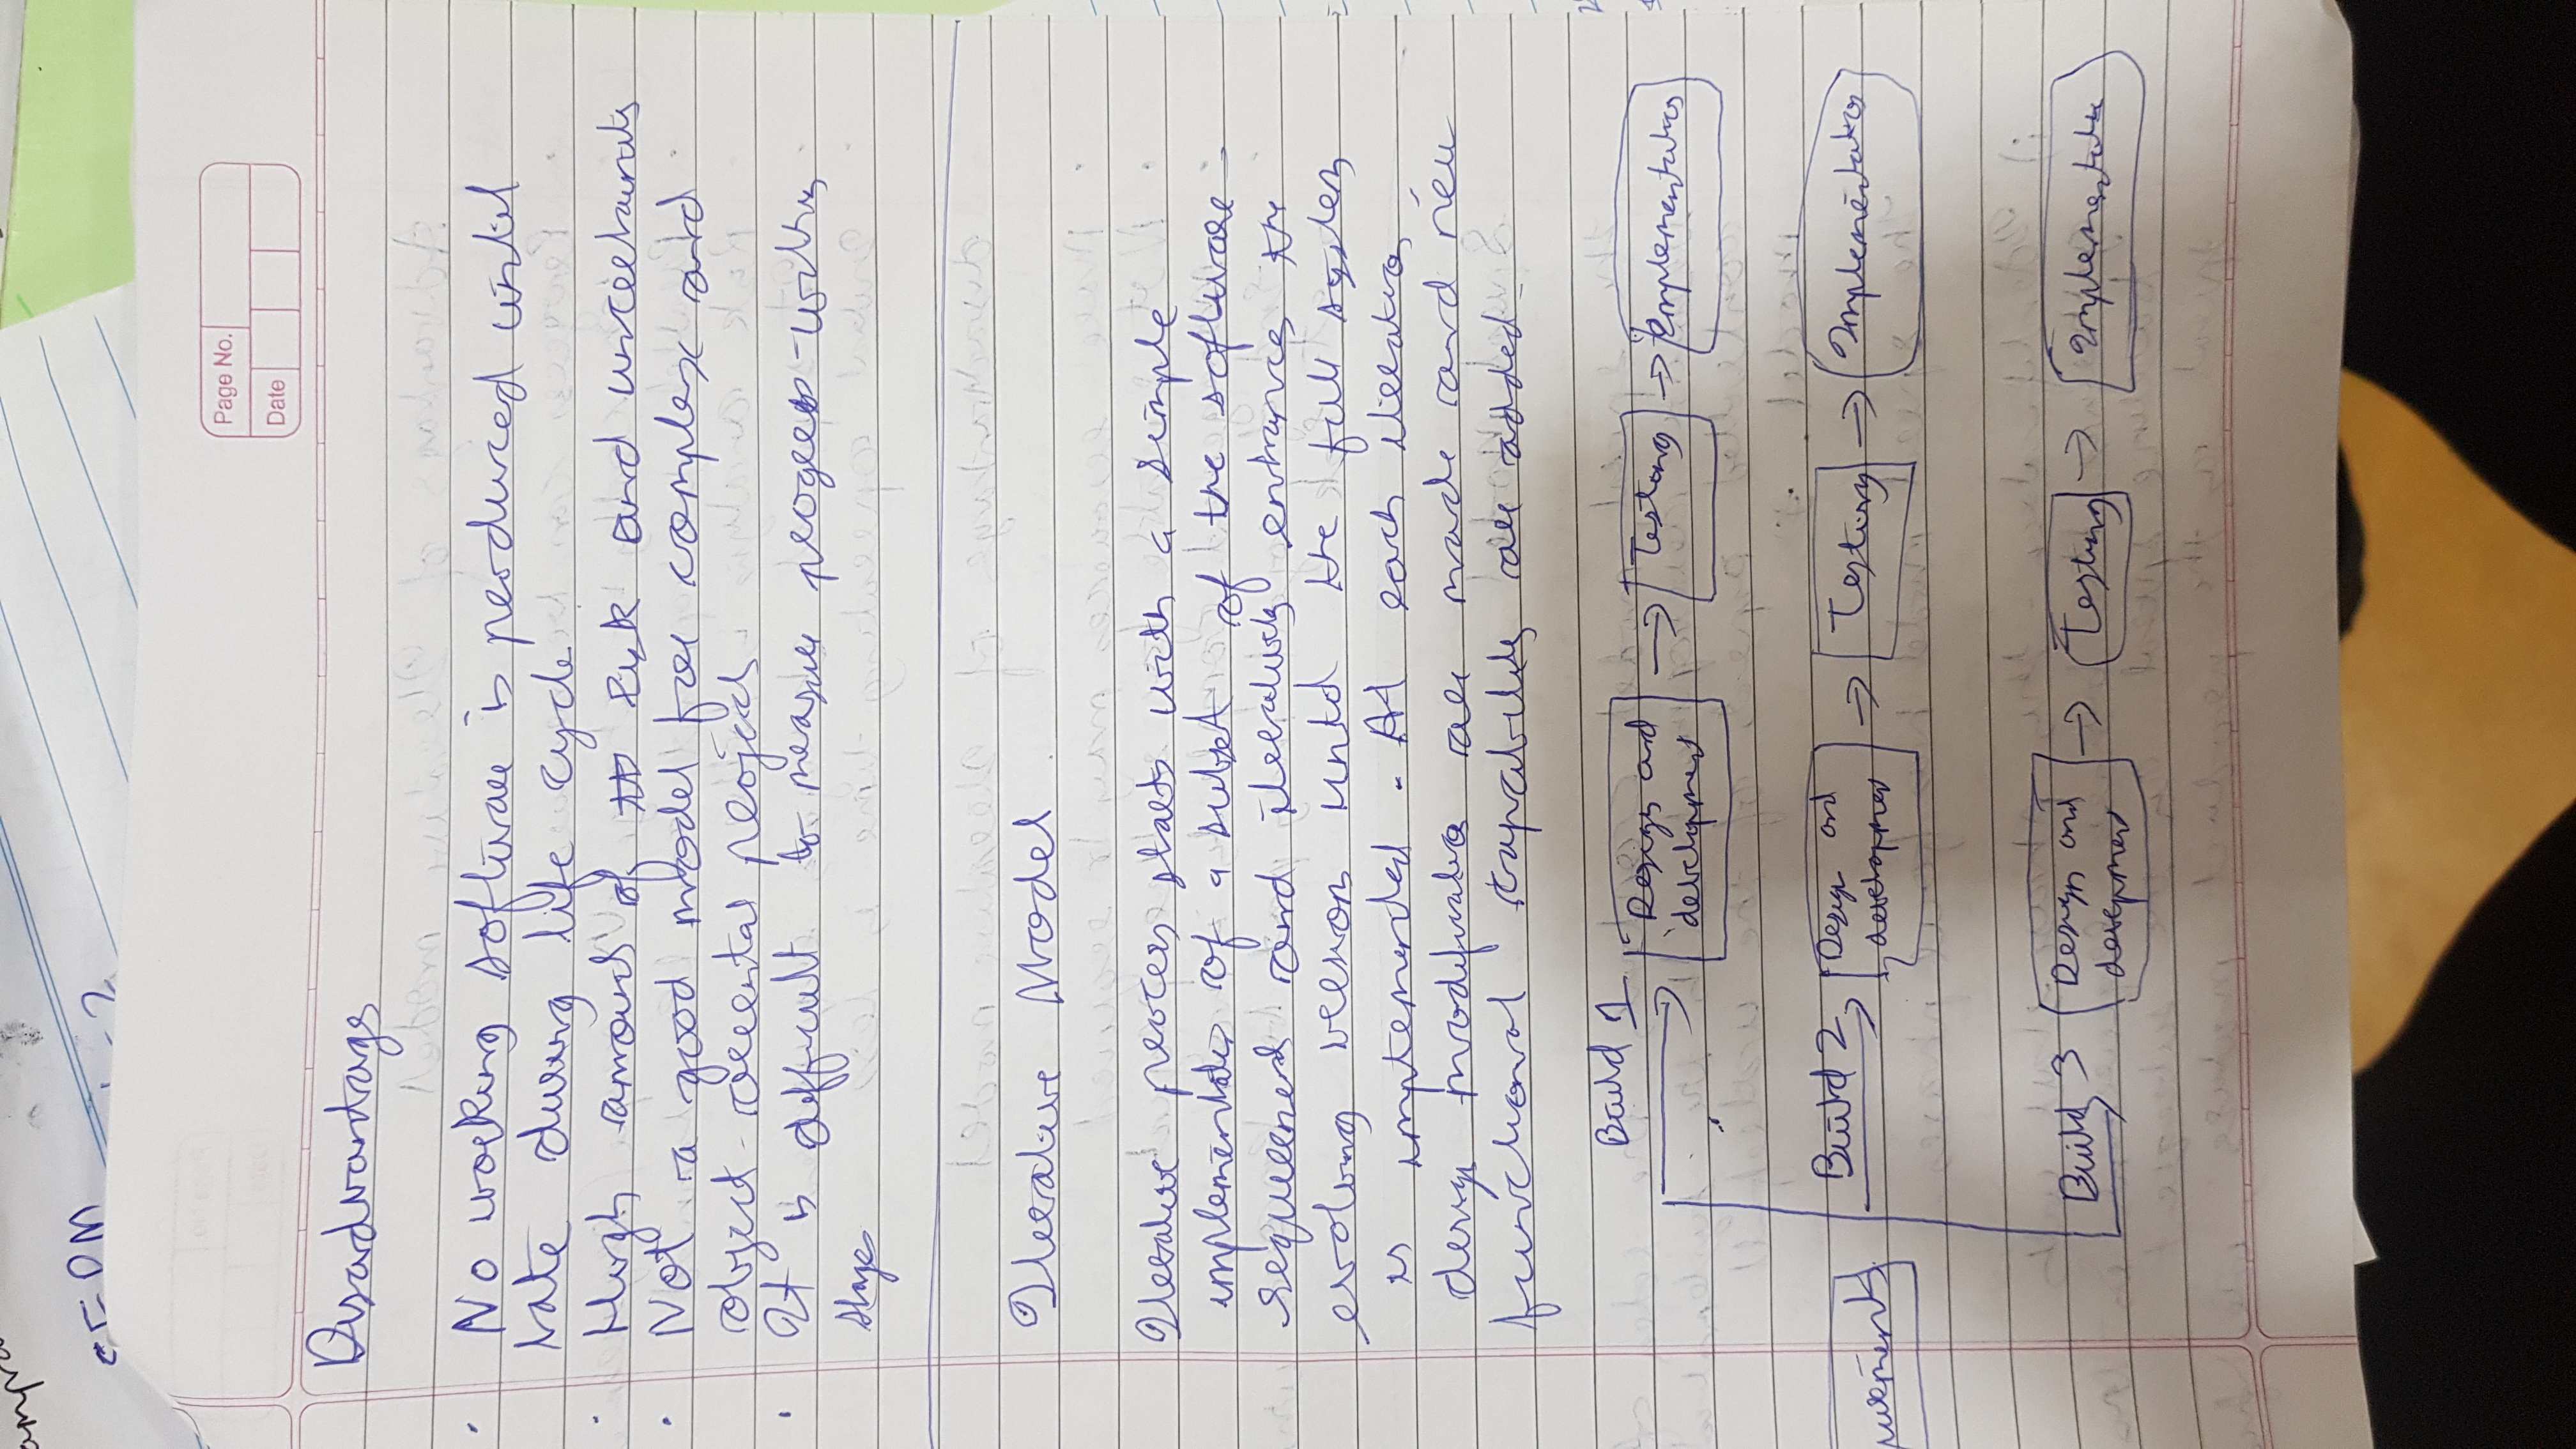 SEPM
-2
Page No.
Date
Disadvantages
· No working software is produced until
late during life cycle
· High amount of risk and uncertainty
· Not a good model for complex and
object-oriented projects
· It is difficult to measure progress within
stages
Iterative Model
Iterative process starts with a simple
implementation of a subset of the software
requirements and iteratively enhances the
evolving versions until the full system
is implemented. At each iteration,
design modifications are made and new
functional capabilities are added
Build 1
Design and
development
Testing
Implementation
Build 2
Design and
development
Testing
Implementation
uirements
Build 3
Design and
devepment
Testing
Implementation